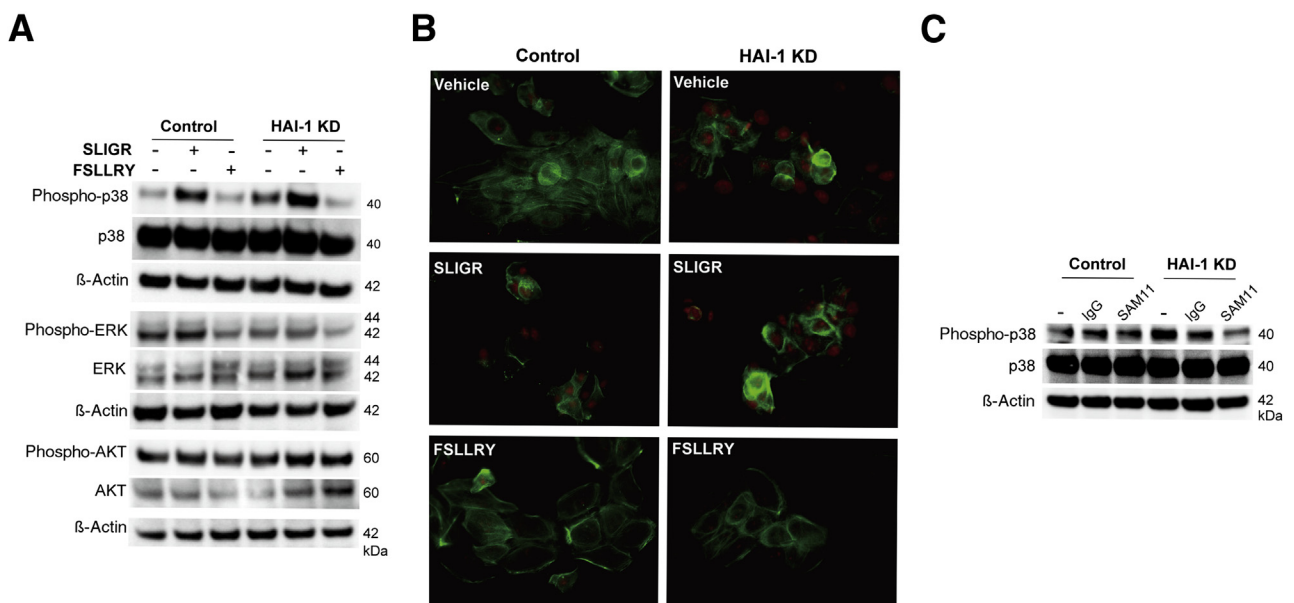 A
Control HAI-1 KD
SLIGR - + - - + -
FSLLRY - - + - - +
Phospho-p38 40
p38 40
ß-Actin 42
Phospho-ERK 44
42
ERK 44
42
ß-Actin 42
Phospho-AKT 60
AKT 60
ß-Actin 42
kDa
B
Control HAI-1 KD
Vehicle Vehicle
SLIGR SLIGR
FSLLRY FSLLRY
C
Control HAI-1 KD
- IgG SAM11 - IgG SAM11
Phospho-p38 40
p38 40
ß-Actin 42
kDa